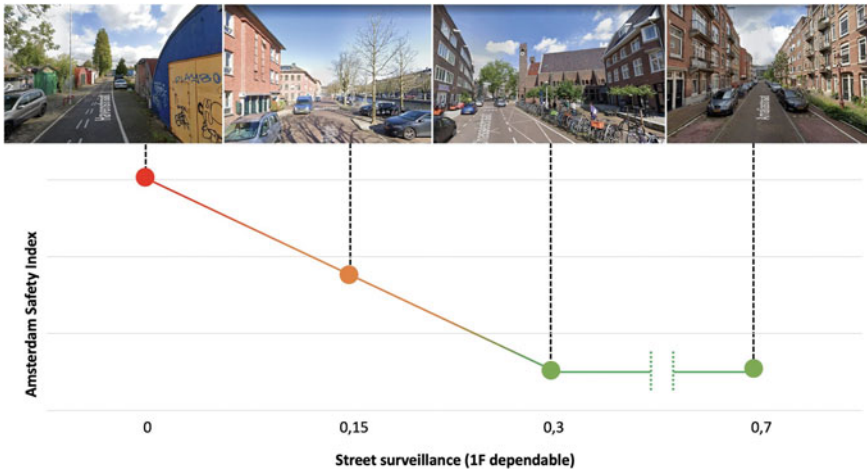 Amsterdam Safety Index
0
0,15
0,3
0,7
Street surveillance (1F dependable)